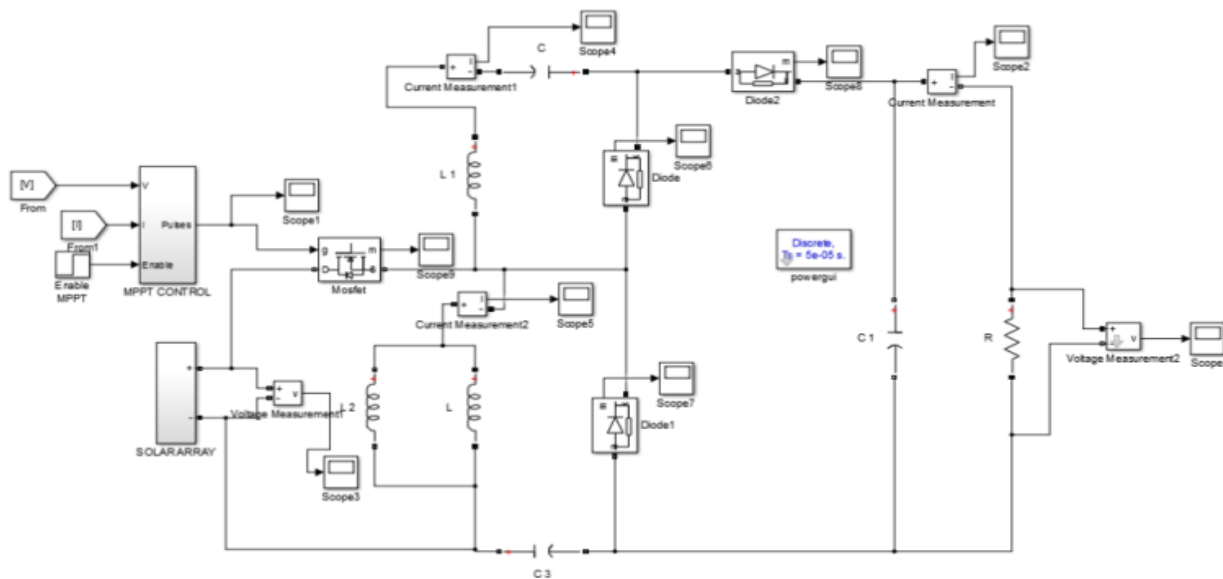 C
Scope4
Current Measurement1
Scope2
Scope8
Diode2
Current Measurement
L 1
Scope6
Diode
[V]
From
V
[I]
From1
I
Pulses
Scope1
Enable
Enable
MPPT
MPPT CONTROL
g
m
D
S
Mosfet
Scope9
Discrete,
Ts = 5e-05 s.
powergui
Current Measurement2
Scope5
C 1
R
Voltage Measurement2
Scope
SOLAR ARRAY
Voltage Measurement1
L 2
L
Scope7
Diode1
Scope3
C 3